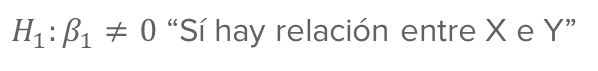 H₁: β₁ ≠ 0 “Sí hay relación entre X e Y”